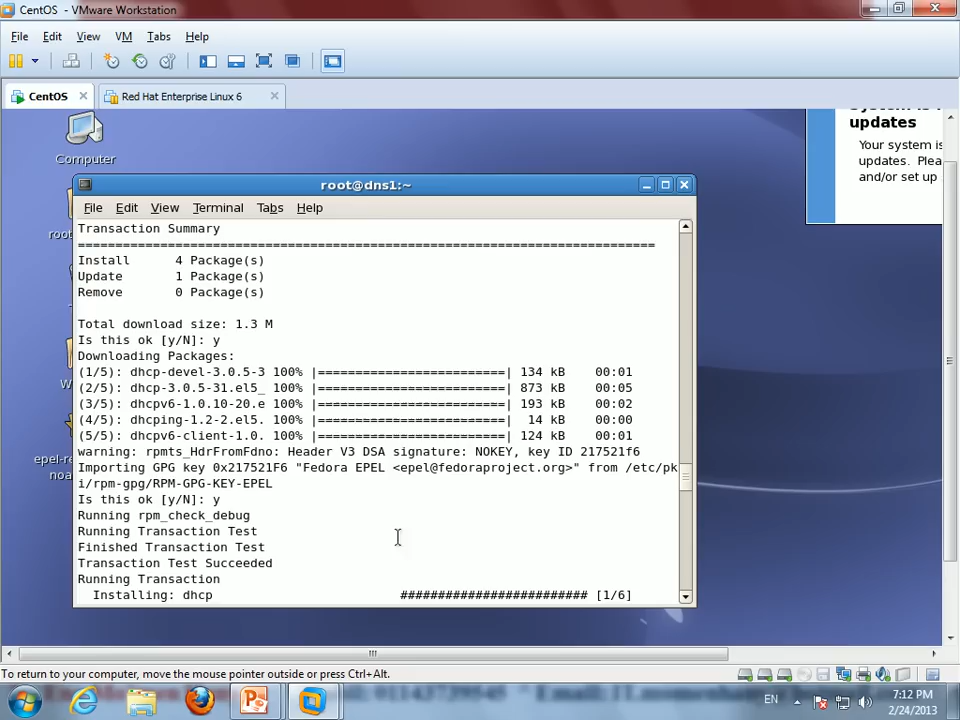 CentOS - VMware Workstation
File Edit View VM Tabs Help
CentOS
Red Hat Enterprise Linux 6
updates
Your system is
updates. Plea
and/or set up
Computer
root@dns1:~
File Edit View Terminal Tabs Help
Transaction Summary
=============================================================================
Install 4 Package(s)
Update 1 Package(s)
Remove 0 Package(s)
Total download size: 1.3 M
Is this ok [y/N]: y
Downloading Packages:
(1/5): dhcp-devel-3.0.5-3 100% |=========================| 134 kB 00:01
(2/5): dhcp-3.0.5-31.el5_ 100% |=========================| 873 kB 00:05
(3/5): dhcpv6-1.0.10-20.e 100% |=========================| 193 kB 00:02
(4/5): dhcping-1.2-2.el5. 100% |=========================| 14 kB 00:00
(5/5): dhcpv6-client-1.0. 100% |=========================| 124 kB 00:01
warning: rpmts_HdrFromFdno: Header V3 DSA signature: NOKEY, key ID 217521f6
Importing GPG key 0x217521F6 "Fedora EPEL <epel@fedoraproject.org>" from /etc/pk
i/rpm-gpg/RPM-GPG-KEY-EPEL
Is this ok [y/N]: y
Running rpm_check_debug
Running Transaction Test
Finished Transaction Test
Transaction Test Succeeded
Running Transaction
Installing: dhcp ######################### [1/6]
root
W
epel-re
noa
To return to your computer, move the mouse pointer outside or press Ctrl+Alt.
EN
7:12 PM
2/24/2013